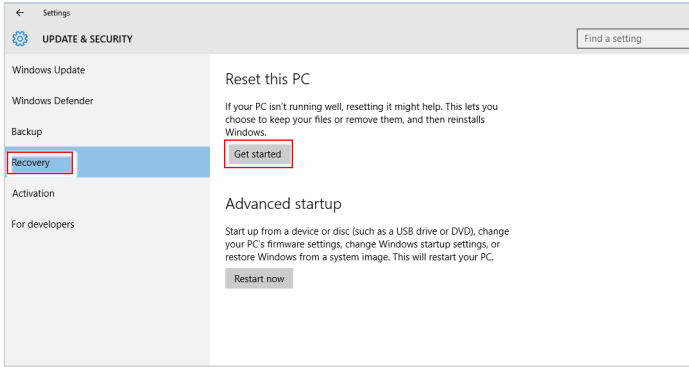 Settings
UPDATE & SECURITY
Find a setting
Windows Update
Windows Defender
Backup
Recovery
Activation
For developers
Reset this PC
If your PC isn't running well, resetting it might help. This lets you
choose to keep your files or remove them, and then reinstalls
Windows.
Get started
Advanced startup
Start up from a device or disc (such as a USB drive or DVD), change
your PC's firmware settings, change Windows startup settings, or
restore Windows from a system image. This will restart your PC.
Restart now